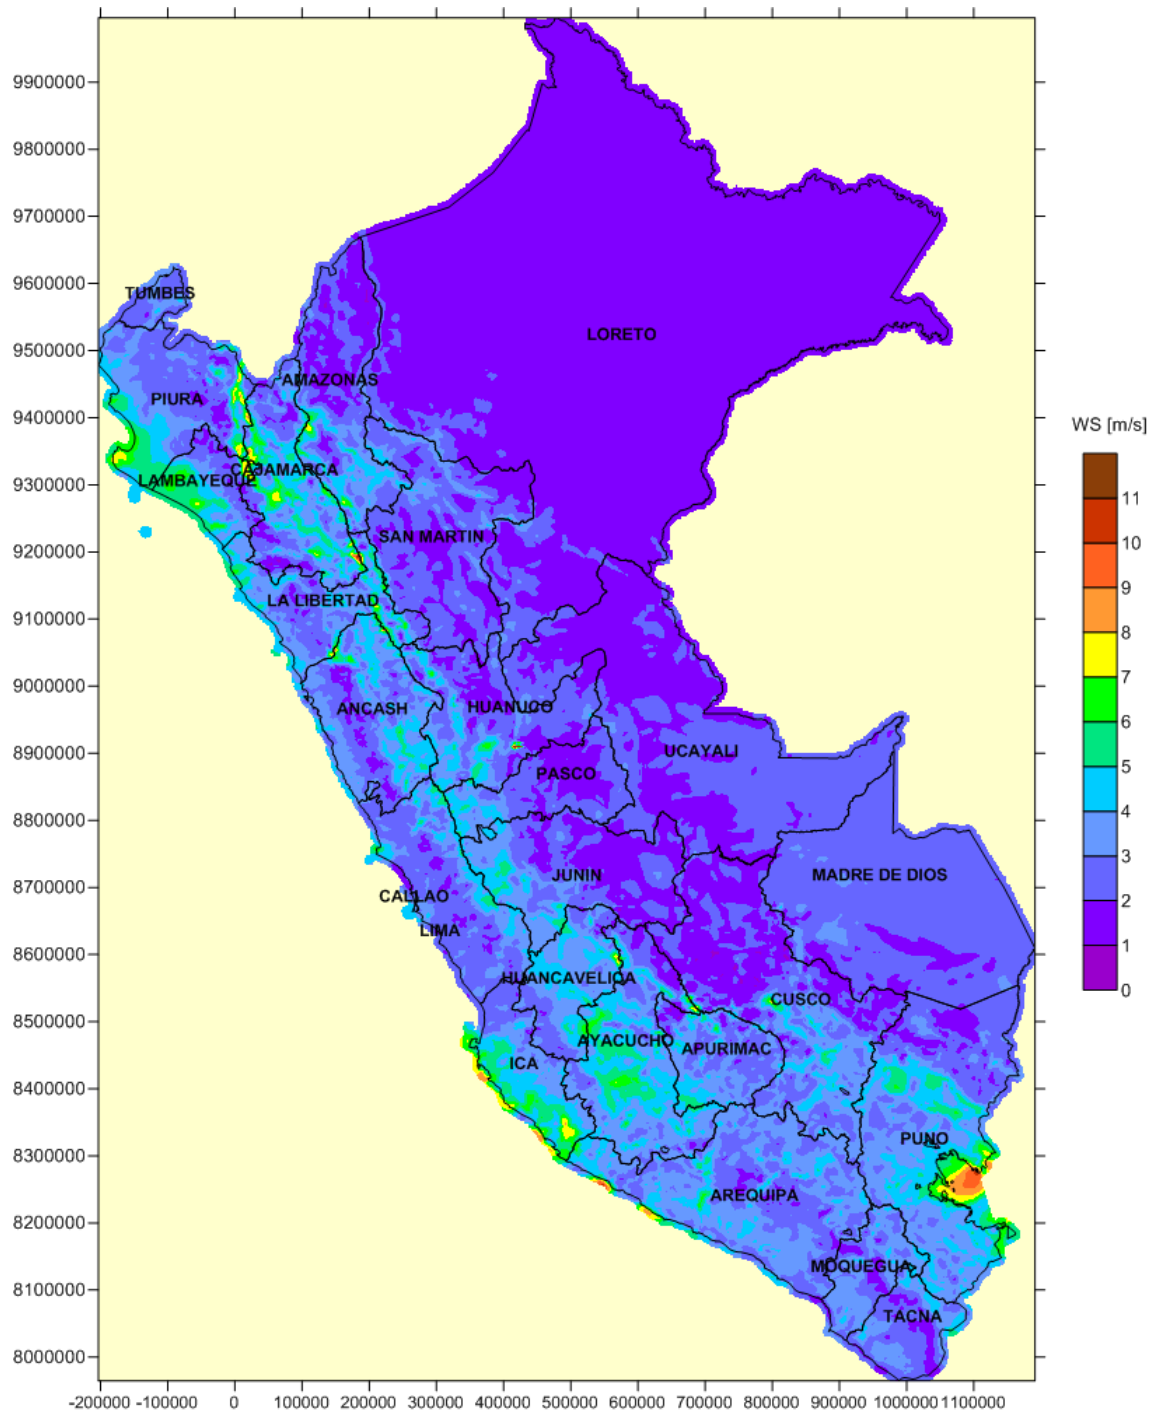 9900000
9800000
9700000
9600000
9500000
9400000
9300000
9200000
9100000
9000000
8900000
8800000
8700000
8600000
8500000
8400000
8300000
8200000
8100000
8000000
-200000 -100000 0 100000 200000 300000 400000 500000 600000 700000 800000 900000 1000000 1100000
TUMBES
LORETO
AMAZONAS
PIURA
CAJAMARCA
LAMBAYEQUE
SAN MARTIN
LA LIBERTAD
ANCASH
HUANUCO
UCAYALI
PASCO
JUNIN
MADRE DE DIOS
CALLAO
LIMA
HUANCAVELICA
CUSCO
AYACUCHO
APURIMAC
ICA
PUNO
AREQUIPA
MOQUEGUA
TACNA
WS [m/s]
11
10
9
8
7
6
5
4
3
2
1
0